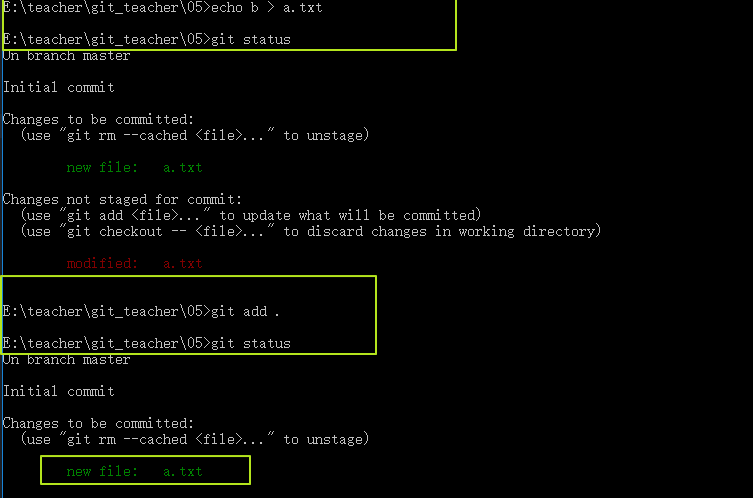 E:\teacher\git_teacher\05>echo b > a.txt
E:\teacher\git_teacher\05>git status
On branch master
Initial commit
Changes to be committed:
  (use "git rm --cached <file>..." to unstage)
        new file:   a.txt
Changes not staged for commit:
  (use "git add <file>..." to update what will be committed)
  (use "git checkout -- <file>..." to discard changes in working directory)
        modified:   a.txt
E:\teacher\git_teacher\05>git add .
E:\teacher\git_teacher\05>git status
On branch master
Initial commit
Changes to be committed:
  (use "git rm --cached <file>..." to unstage)
        new file:   a.txt